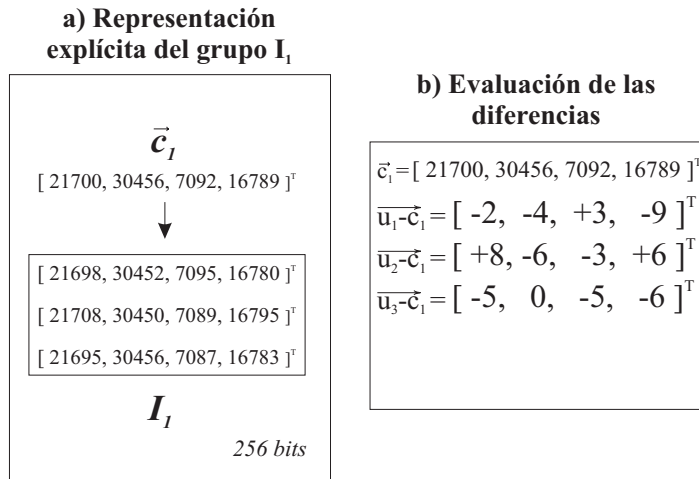 a) Representación
explícita del grupo I₁
c⃗₁
[ 21700, 30456, 7092, 16789 ]ᵀ
[ 21698, 30452, 7095, 16780 ]ᵀ
[ 21708, 30450, 7089, 16795 ]ᵀ
[ 21695, 30456, 7087, 16783 ]ᵀ
I₁
256 bits
b) Evaluación de las
diferencias
c⃗₁=[ 21700, 30456, 7092, 16789 ]ᵀ
u₁-c₁=[ -2, -4, +3, -9 ]ᵀ
u₂-c₁=[ +8, -6, -3, +6 ]ᵀ
u₃-c₁=[ -5, 0, -5, -6 ]ᵀ